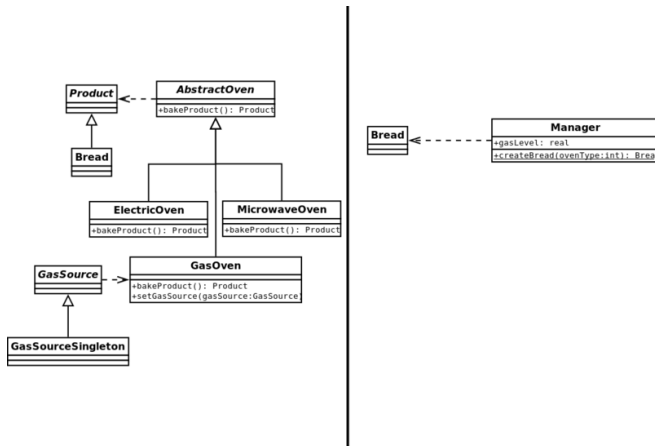 Product
AbstractOven
+bakeProduct(): Product
Bread
ElectricOven
+bakeProduct(): Product
MicrowaveOven
+bakeProduct(): Product
GasSource
GasOven
+bakeProduct(): Product
+setGasSource(gasSource:GasSource)
GasSourceSingleton
Bread
Manager
+gasLevel: real
+createBread(ovenType:int): Brea